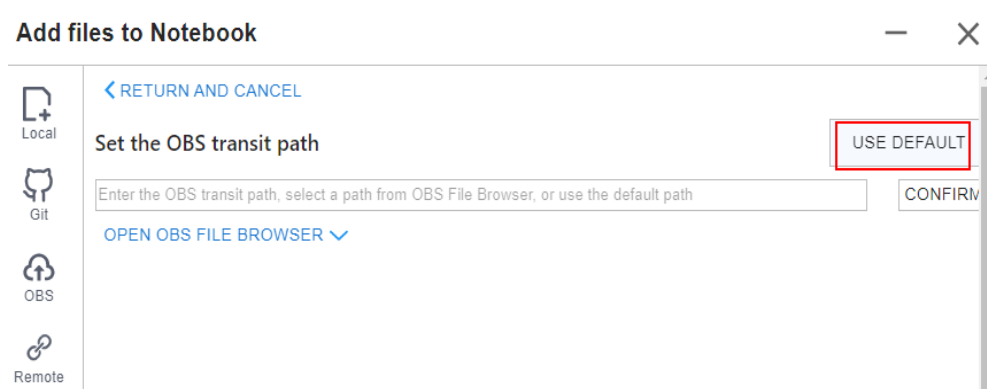 Add files to Notebook
RETURN AND CANCEL
Local
Set the OBS transit path
USE DEFAULT
Enter the OBS transit path, select a path from OBS File Browser, or use the default path
CONFIRM
Git
OPEN OBS FILE BROWSER
OBS
Remote